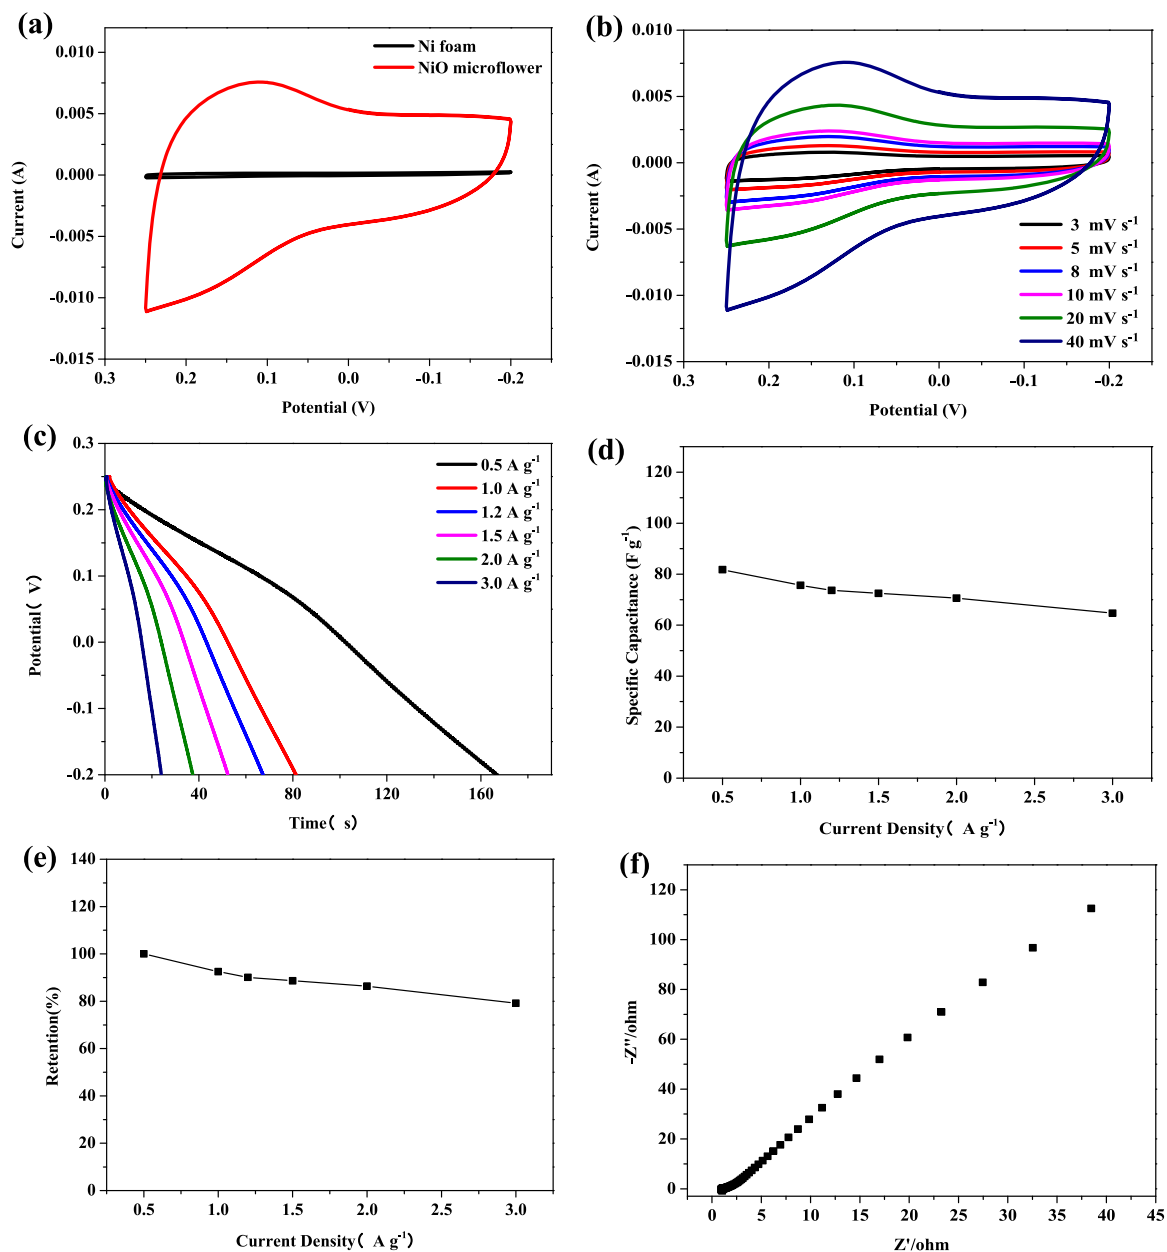 (a)
0.010
0.005
0.000
-0.005
-0.010
-0.015
Current (A)
Ni foam
NiO microflower
0.3 0.2 0.1 0.0 -0.1 -0.2
Potential (V)
(b)
0.010
0.005
0.000
-0.005
-0.010
-0.015
Current (A)
3 mV s⁻¹
5 mV s⁻¹
8 mV s⁻¹
10 mV s⁻¹
20 mV s⁻¹
40 mV s⁻¹
0.3 0.2 0.1 0.0 -0.1 -0.2
Potential (V)
(c)
0.3
0.2
0.1
0.0
-0.1
-0.2
Potential( V)
0.5 A g⁻¹
1.0 A g⁻¹
1.2 A g⁻¹
1.5 A g⁻¹
2.0 A g⁻¹
3.0 A g⁻¹
0 40 80 120 160
Time( s)
(d)
120
100
80
60
40
20
0
Specific Capacitance (F g⁻¹)
0.5 1.0 1.5 2.0 2.5 3.0
Current Density( A g⁻¹)
(e)
140
120
100
80
60
40
20
0
Retention(%)
0.5 1.0 1.5 2.0 2.5 3.0
Current Density( A g⁻¹)
(f)
120
100
80
60
40
20
0
-Z''/ohm
0 5 10 15 20 25 30 35 40 45
Z'/ohm